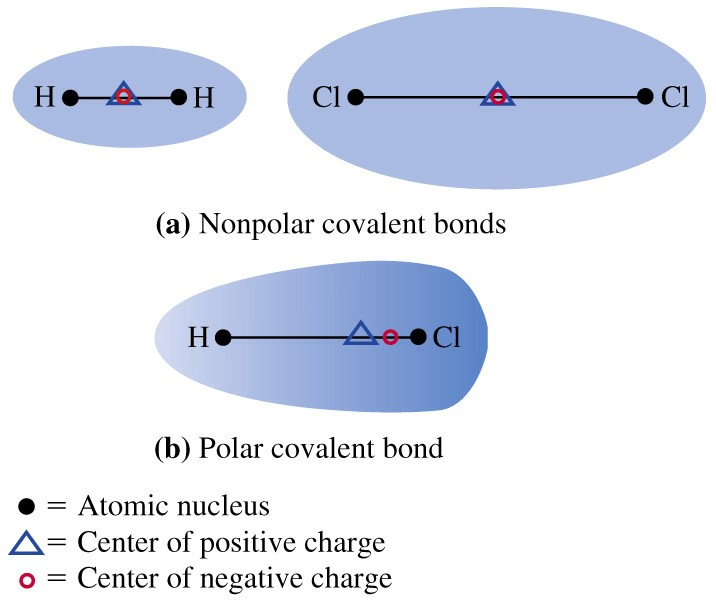 H H Cl Cl
(a) Nonpolar covalent bonds
H Cl
(b) Polar covalent bond
= Atomic nucleus
= Center of positive charge
= Center of negative charge